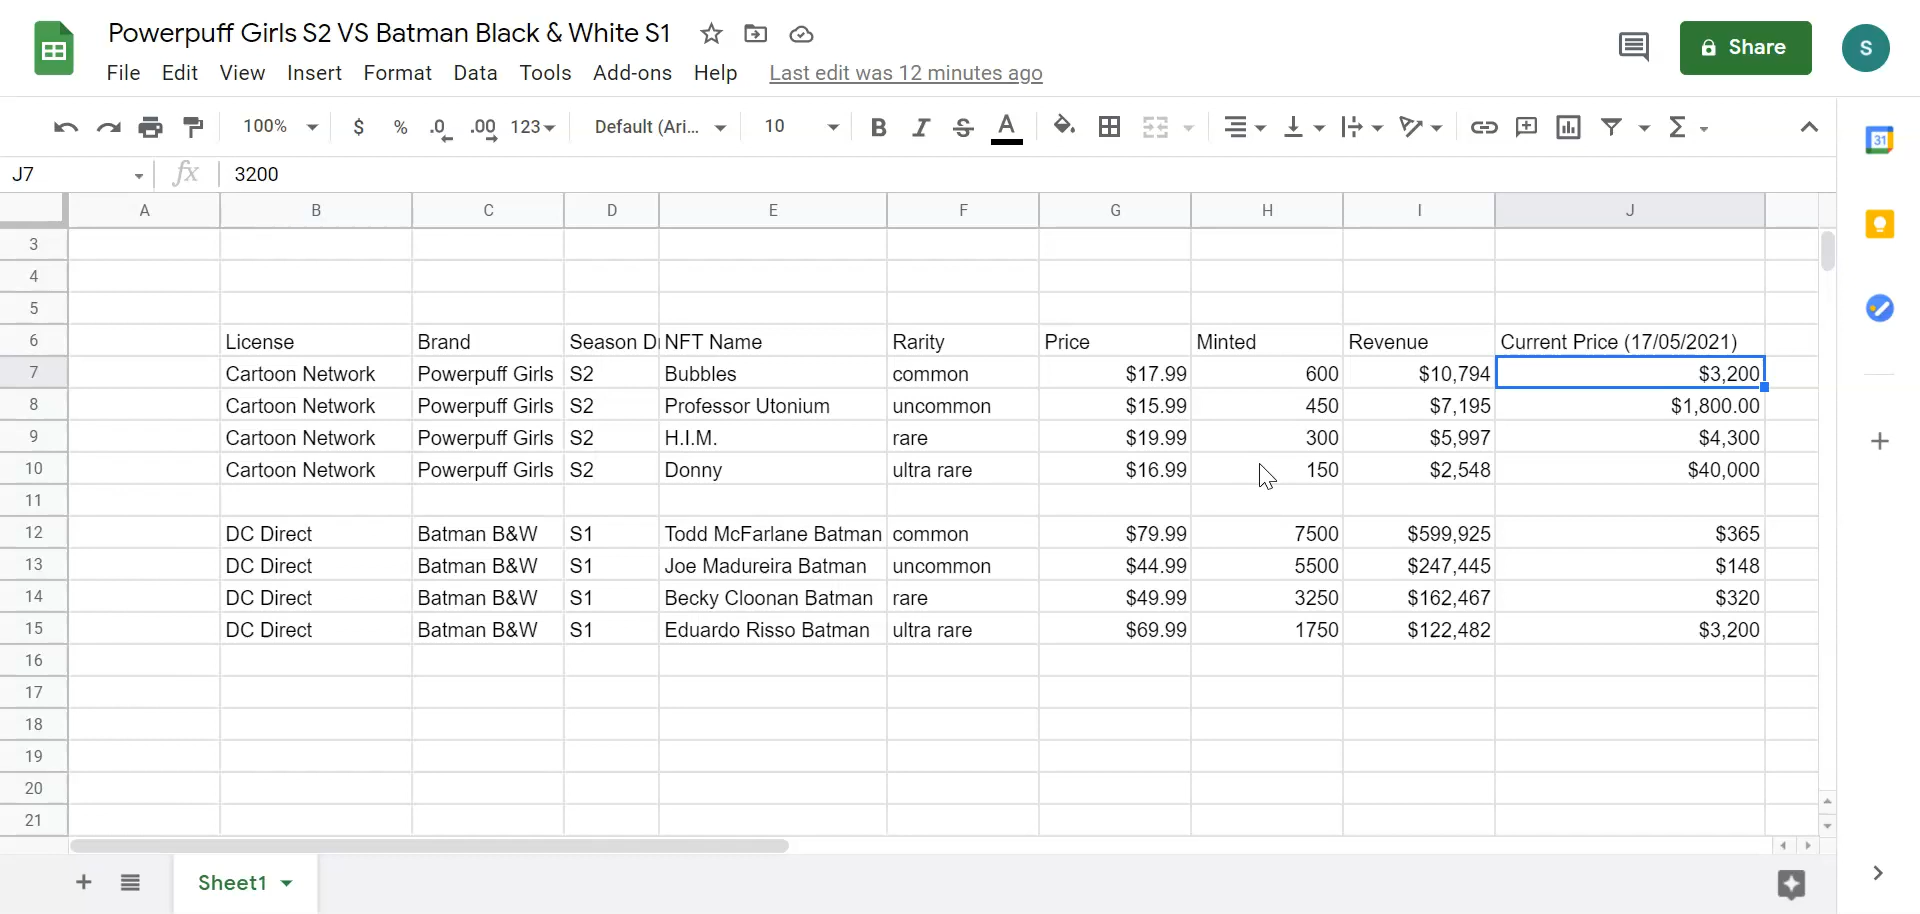 Powerpuff Girls S2 VS Batman Black & White S1
File Edit View Insert Format Data Tools Add-ons Help Last edit was 12 minutes ago
Share
S
100% $ % .0 .00 123 Default (Ari... 10 B I S A Σ
31
J7 fx 3200
A B C D E F G H I J
3
4
5
6 License Brand Season Dr NFT Name Rarity Price Minted Revenue Current Price (17/05/2021)
7 Cartoon Network Powerpuff Girls S2 Bubbles common $17.99 600 $10,794 $3,200
8 Cartoon Network Powerpuff Girls S2 Professor Utonium uncommon $15.99 450 $7,195 $1,800.00
9 Cartoon Network Powerpuff Girls S2 H.I.M. rare $19.99 300 $5,997 $4,300
10 Cartoon Network Powerpuff Girls S2 Donny ultra rare $16.99 150 $2,548 $40,000
11
12 DC Direct Batman B&W S1 Todd McFarlane Batman common $79.99 7500 $599,925 $365
13 DC Direct Batman B&W S1 Joe Madureira Batman uncommon $44.99 5500 $247,445 $148
14 DC Direct Batman B&W S1 Becky Cloonan Batman rare $49.99 3250 $162,467 $320
15 DC Direct Batman B&W S1 Eduardo Risso Batman ultra rare $69.99 1750 $122,482 $3,200
16
17
18
19
20
21
Sheet1